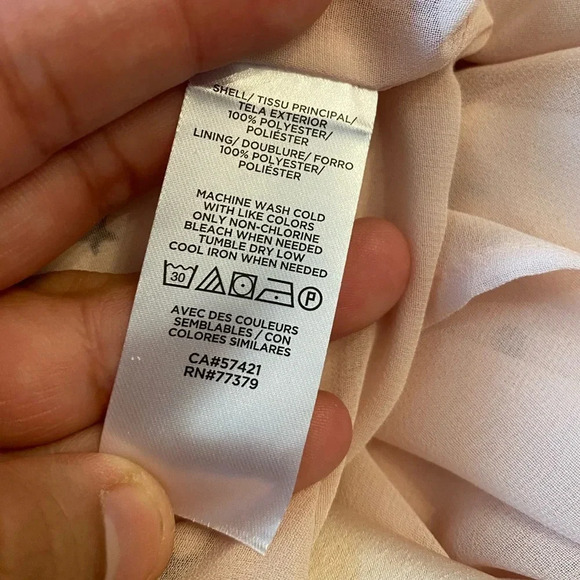 SHELL/ TISSU PRINCIPAL/
TELA EXTERIOR
100% POLYESTER/
POLIÉSTER
LINING/ DOUBLURE/ FORRO
100% POLYESTER/
POLIÉSTER
MACHINE WASH COLD
WITH LIKE COLORS
ONLY NON-CHLORINE
BLEACH WHEN NEEDED
TUMBLE DRY LOW
COOL IRON WHEN NEEDED
30 P
AVEC DES COULEURS
SEMBLABLES / CON
COLORES SIMILARES
CA#57421
RN#77379